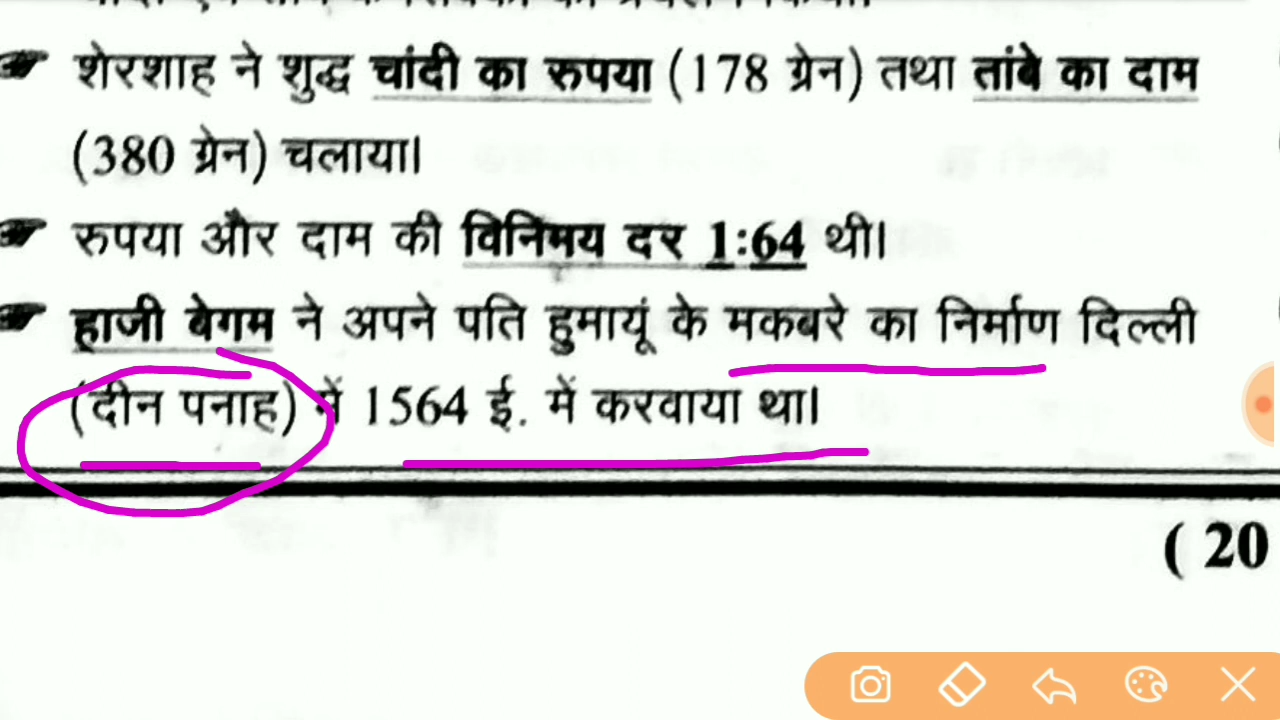 शेरशाह ने शुद्ध चांदी का रुपया (178 ग्रेन) तथा तांबे का दाम
(380 ग्रेन) चलाया।
रुपया और दाम की विनिमय दर 1:64 थी।
हाजी बेगम ने अपने पति हुमायूं के मकबरे का निर्माण दिल्ली
(दीन पनाह) में 1564 ई. में करवाया था।
( 20